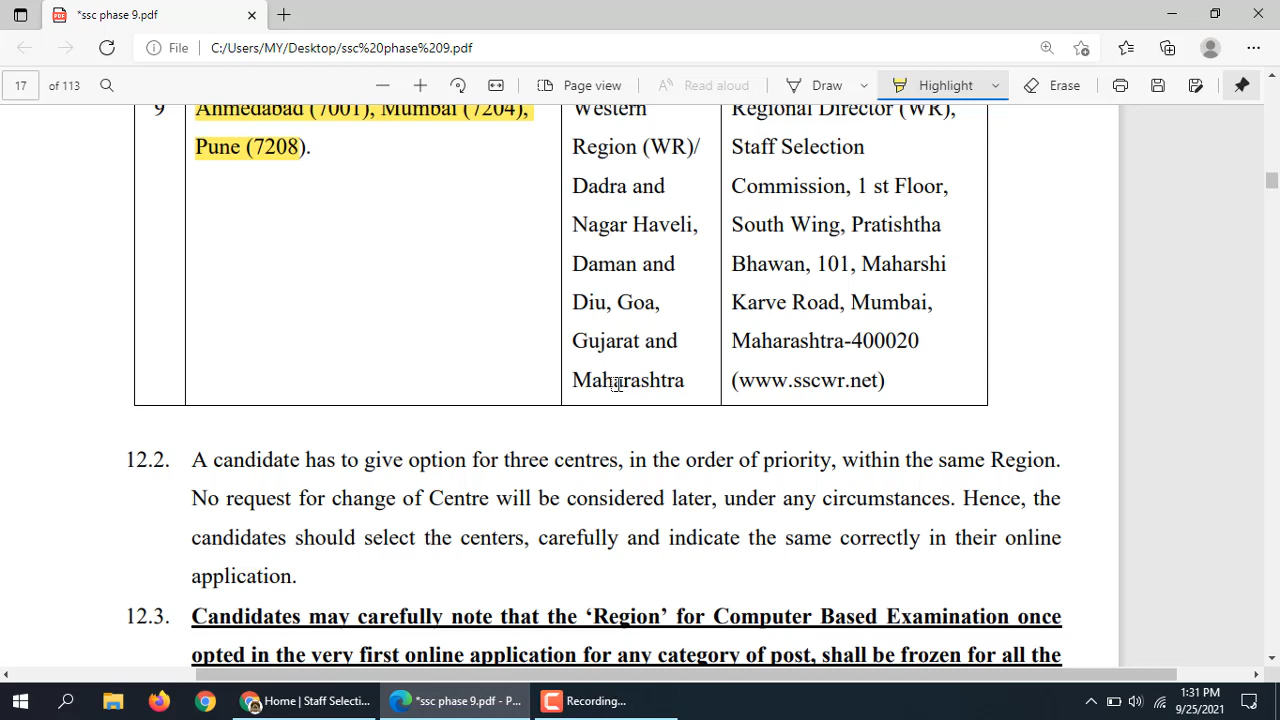 *ssc phase 9.pdf
File
C:/Users/MY/Desktop/ssc%20phase%209.pdf
17 of 113
Page view
Read aloud
Draw
Highlight
Erase
9
Ahmedabad (7001), Mumbai (7204),
Pune (7208).
Western
Region (WR)/
Dadra and
Nagar Haveli,
Daman and
Diu, Goa,
Gujarat and
Maharashtra
Regional Director (WR),
Staff Selection
Commission, 1 st Floor,
South Wing, Pratishtha
Bhawan, 101, Maharshi
Karve Road, Mumbai,
Maharashtra-400020
(www.sscwr.net)
12.2. A candidate has to give option for three centres, in the order of priority, within the same Region.
No request for change of Centre will be considered later, under any circumstances. Hence, the
candidates should select the centers, carefully and indicate the same correctly in their online
application.
12.3. Candidates may carefully note that the ‘Region’ for Computer Based Examination once
opted in the very first online application for any category of post, shall be frozen for all the
Home | Staff Selecti...
*ssc phase 9.pdf - P...
Recording...
1:31 PM
9/25/2021